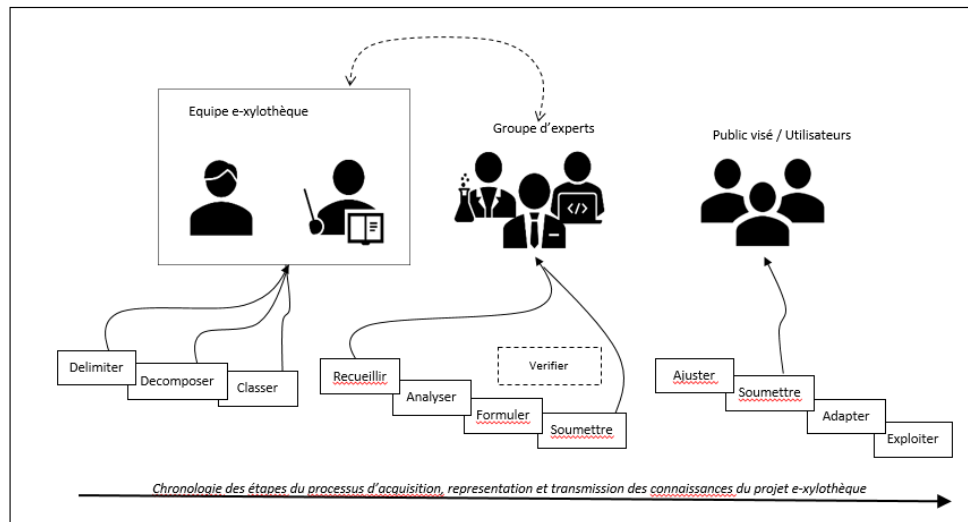 Equipe e-xylothèque
Groupe d'experts
Public visé / Utilisateurs
</>
Delimiter
Decomposer
Classer
Recueillir
Analyser
Formuler
Soumettre
Verifier
Ajuster
Soumettre
Adapter
Exploiter
Chronologie des étapes du processus d'acquisition, representation et transmission des connaissances du projet e-xylothèque